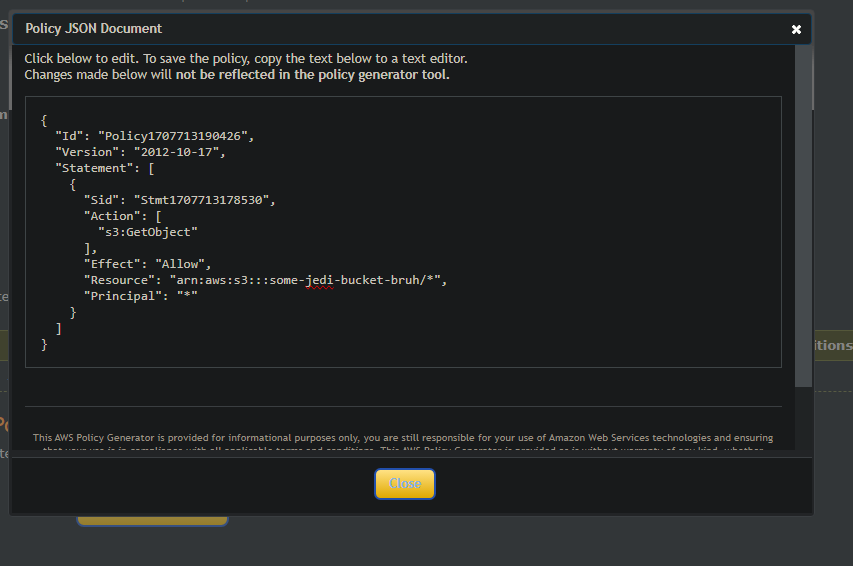 Policy JSON Document
Click below to edit. To save the policy, copy the text below to a text editor.
Changes made below will not be reflected in the policy generator tool.
{
"Id": "Policy1707713190426",
"Version": "2012-10-17",
"Statement": [
{
"Sid": "Stmt1707713178530",
"Action": [
"s3:GetObject"
],
"Effect": "Allow",
"Resource": "arn:aws:s3:::some-jedi-bucket-bruh/*",
"Principal": "*"
}
]
}
itions
This AWS Policy Generator is provided for informational purposes only, you are still responsible for your use of Amazon Web Services technologies and ensuring
Close